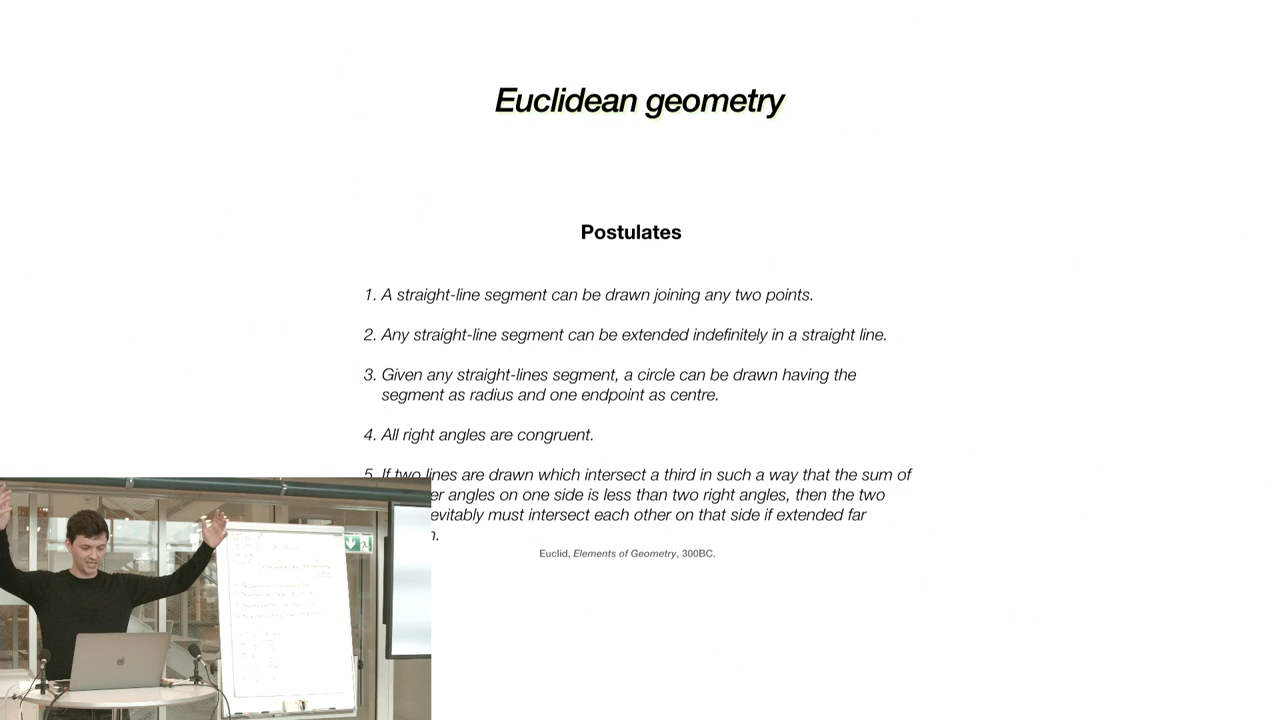 Euclidean geometry
Postulates
1. A straight-line segment can be drawn joining any two points.
2. Any straight-line segment can be extended indefinitely in a straight line.
3. Given any straight-lines segment, a circle can be drawn having the
segment as radius and one endpoint as centre.
4. All right angles are congruent.
5. If two lines are drawn which intersect a third in such a way that the sum of
angles on one side is less than two right angles, then the two
must intersect each other on that side if extended far
Euclid, Elements of Geometry, 300BC.